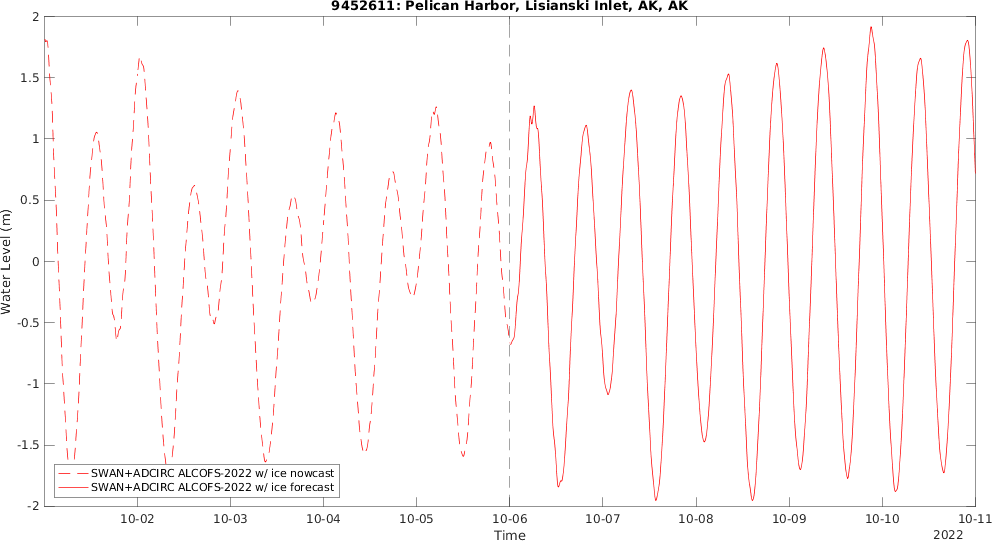 9452611: Pelican Harbor, Lisianski Inlet, AK, AK
2
1.5
1
0.5
0
-0.5
-1
-1.5
-2
Water Level (m)
SWAN+ADCIRC ALCOFS-2022 w/ ice nowcast
SWAN+ADCIRC ALCOFS-2022 w/ ice forecast
10-02 10-03 10-04 10-05 10-06 10-07 10-08 10-09 10-10 10-11
Time
2022